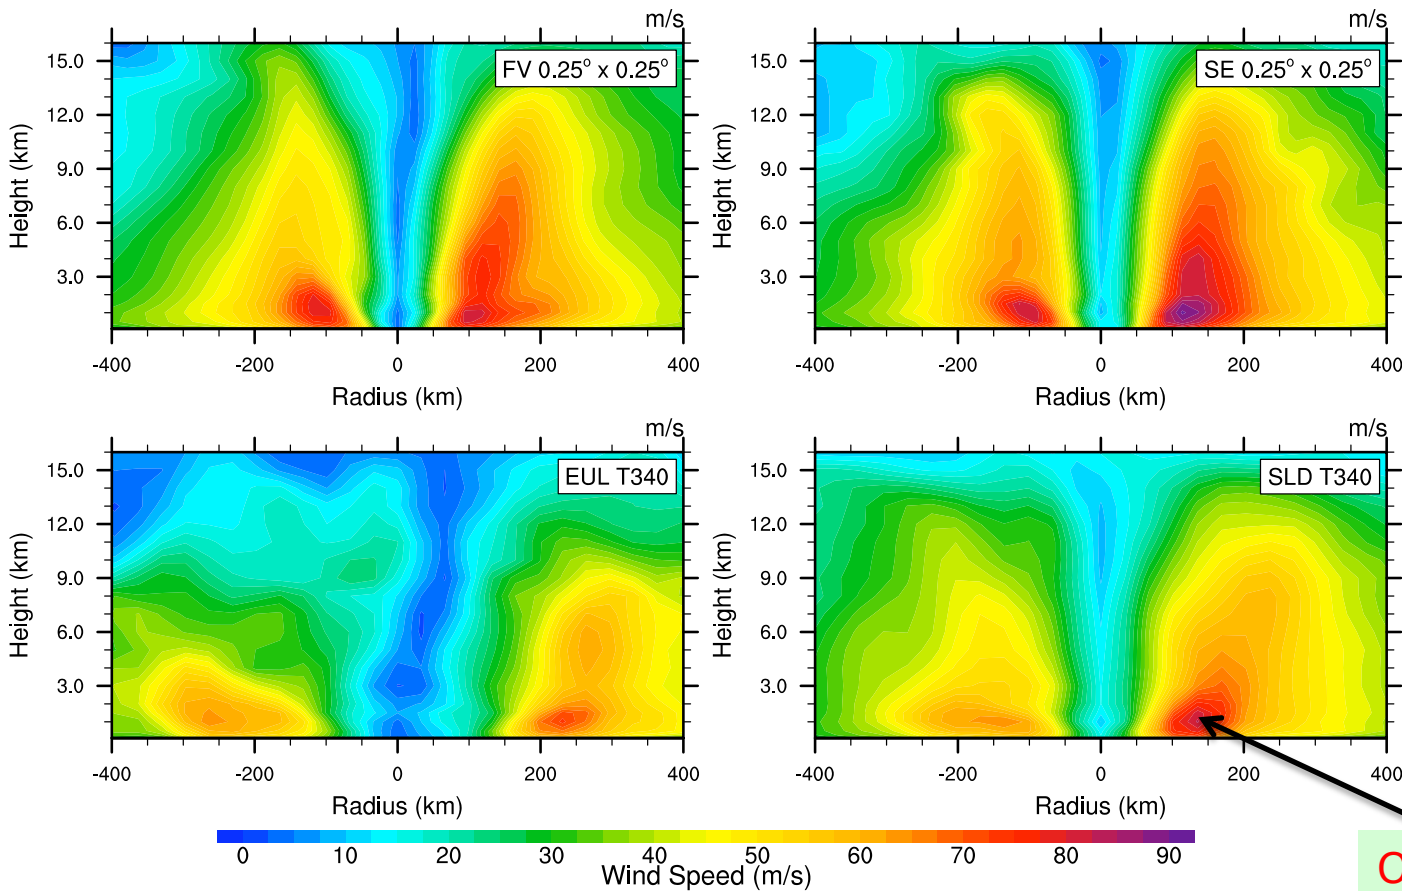 m/s
FV 0.25° x 0.25°
Height (km)
15.0
12.0
9.0
6.0
3.0
-400 -200 0 200 400
Radius (km)
m/s
SE 0.25° x 0.25°
Height (km)
15.0
12.0
9.0
6.0
3.0
-400 -200 0 200 400
Radius (km)
m/s
EUL T340
Height (km)
15.0
12.0
9.0
6.0
3.0
-400 -200 0 200 400
Radius (km)
m/s
SLD T340
Height (km)
15.0
12.0
9.0
6.0
3.0
-400 -200 0 200 400
Radius (km)
0 10 20 30 40 50 60 70 80 90
Wind Speed (m/s)